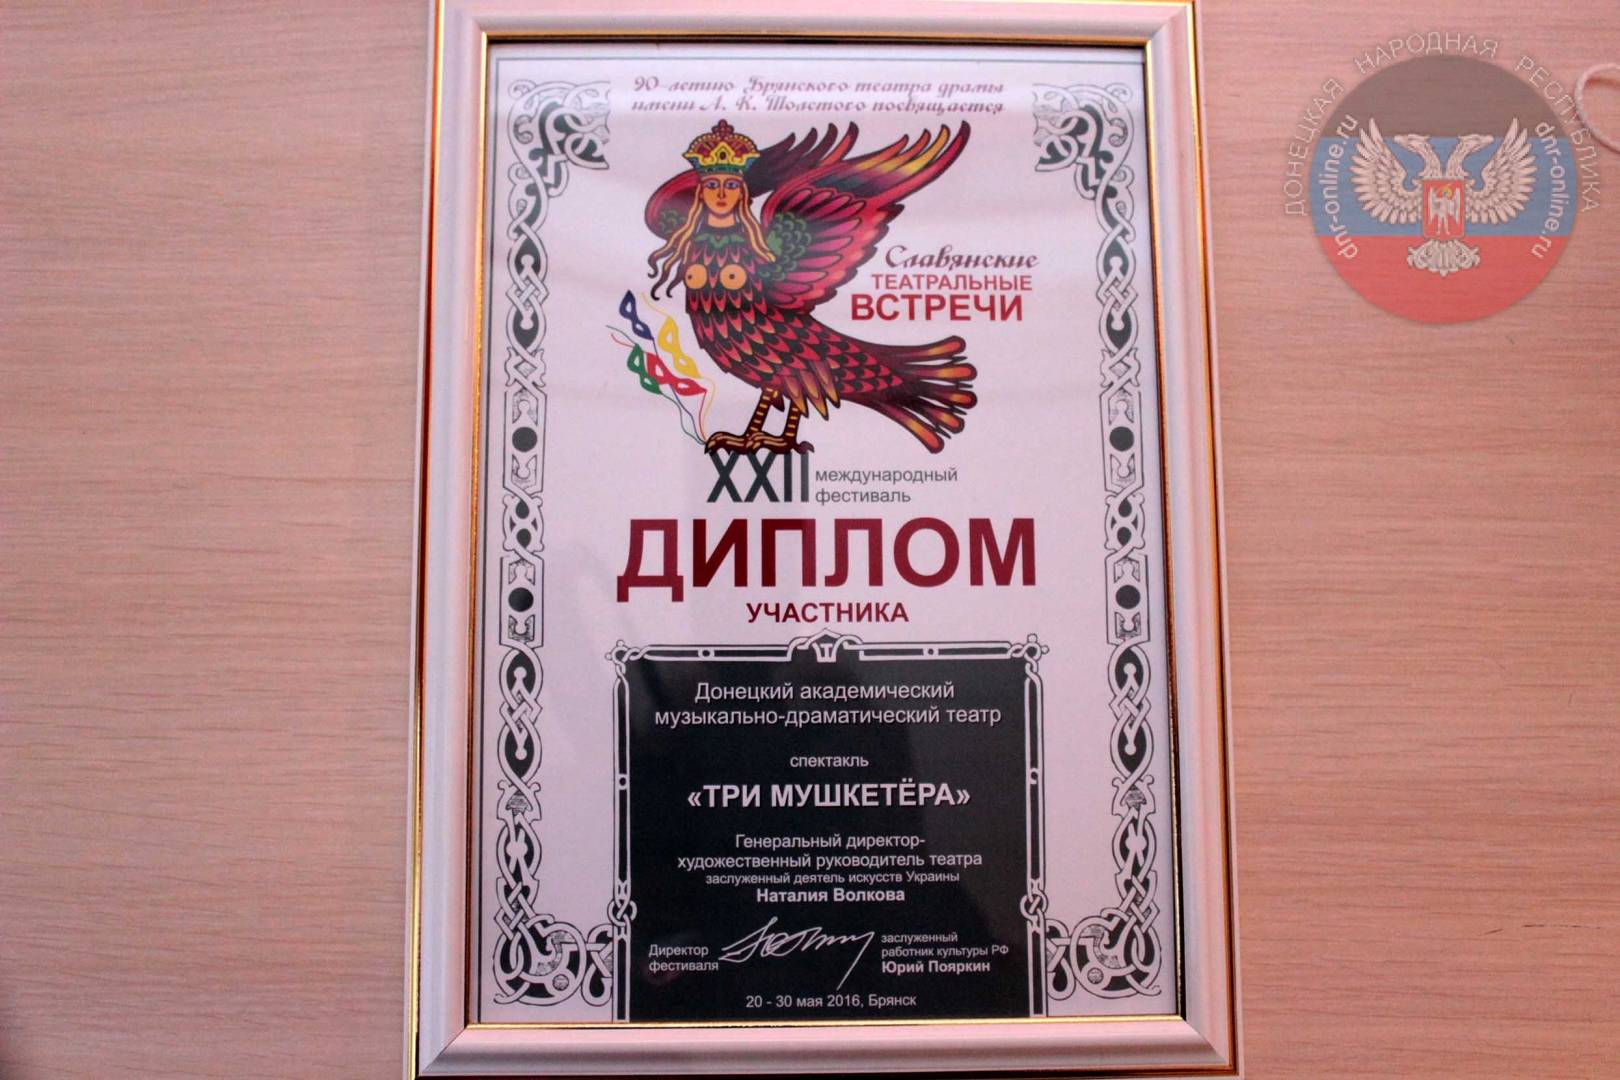 90-летию Брянского театра драмы
имени А. К. Толстого посвящается
Славянские
ТЕАТРАЛЬНЫЕ
ВСТРЕЧИ
XXII международный
фестиваль
ДИПЛОМ
УЧАСТНИКА
Донецкий академический
музыкально-драматический театр
спектакль
«ТРИ МУШКЕТЁРА»
Генеральный директор-
художественный руководитель театра
заслуженный деятель искусств Украины
Наталия Волкова
Директор
фестиваля
заслуженный
работник культуры РФ
Юрий Пояркин
20 - 30 мая 2016, Брянск
ДОНЕЦКАЯ НАРОДНАЯ РЕСПУБЛИКА
dnr-online.ru
dnr-online.ru